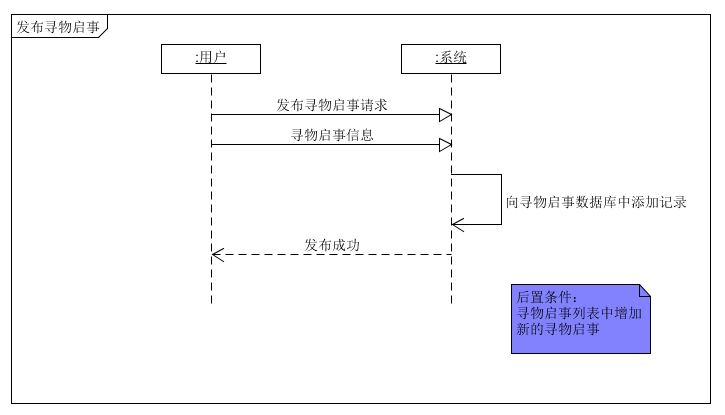 发布寻物启事
:用户
:系统
发布寻物启事请求
寻物启事信息
向寻物启事数据库中添加记录
发布成功
后置条件:
寻物启事列表中增加
新的寻物启事